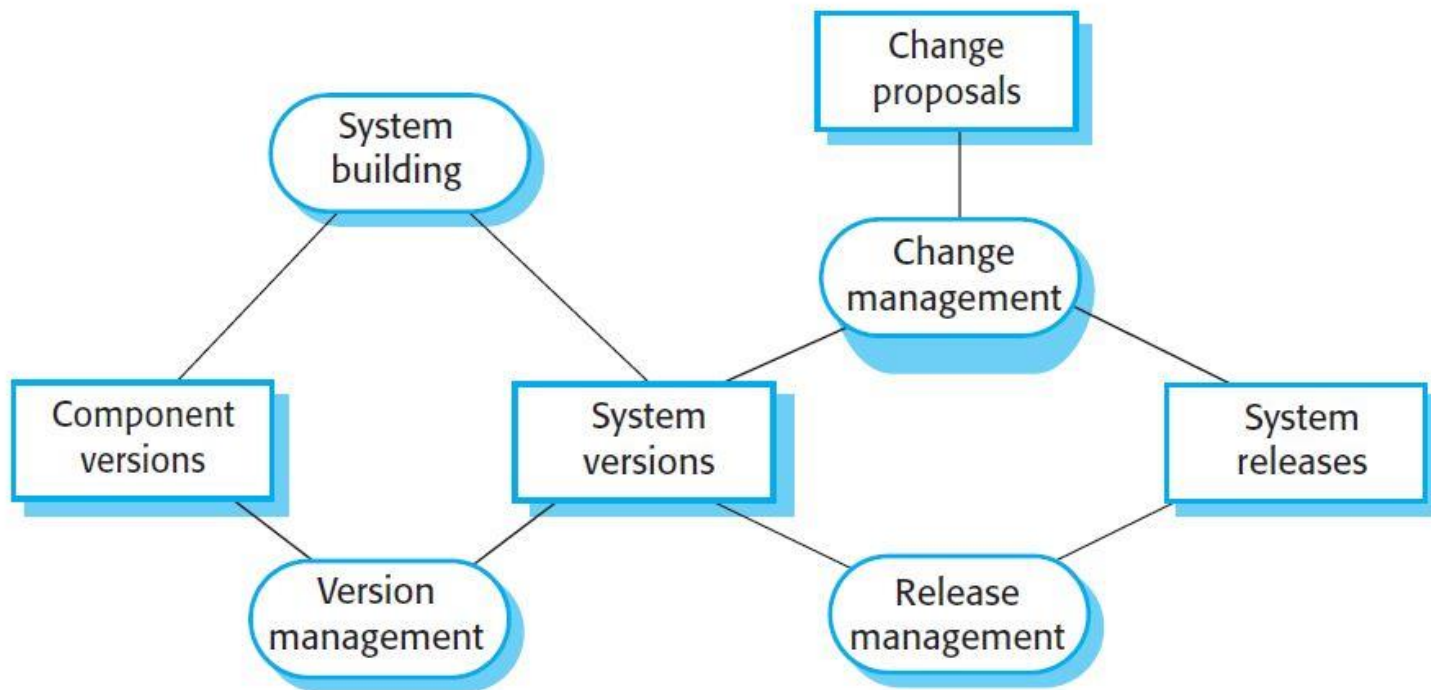 Change
proposals
System
building
Change
management
Component
versions
System
versions
System
releases
Version
management
Release
management